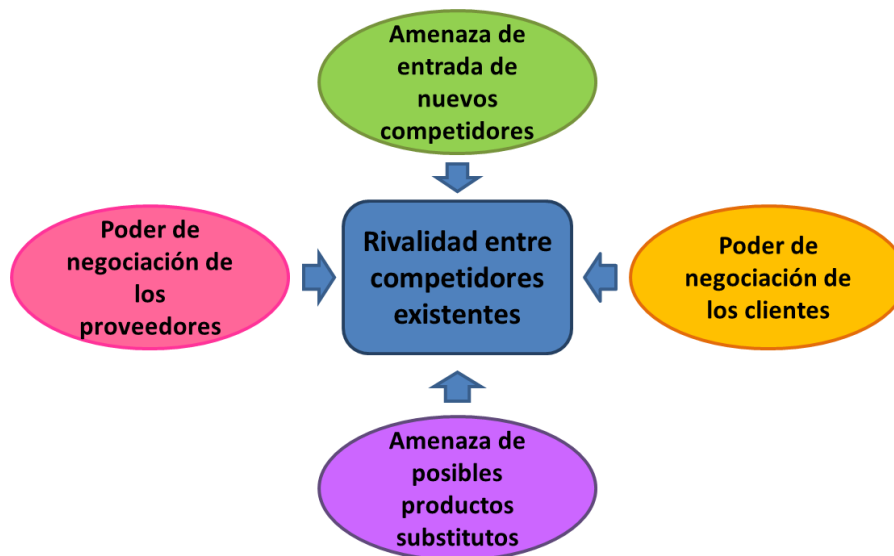 Amenaza de
entrada de
nuevos
competidores
Poder de
negociación de
los
proveedores
Rivalidad entre
competidores
existentes
Poder de
negociación de
los clientes
Amenaza de
posibles
productos
substitutos